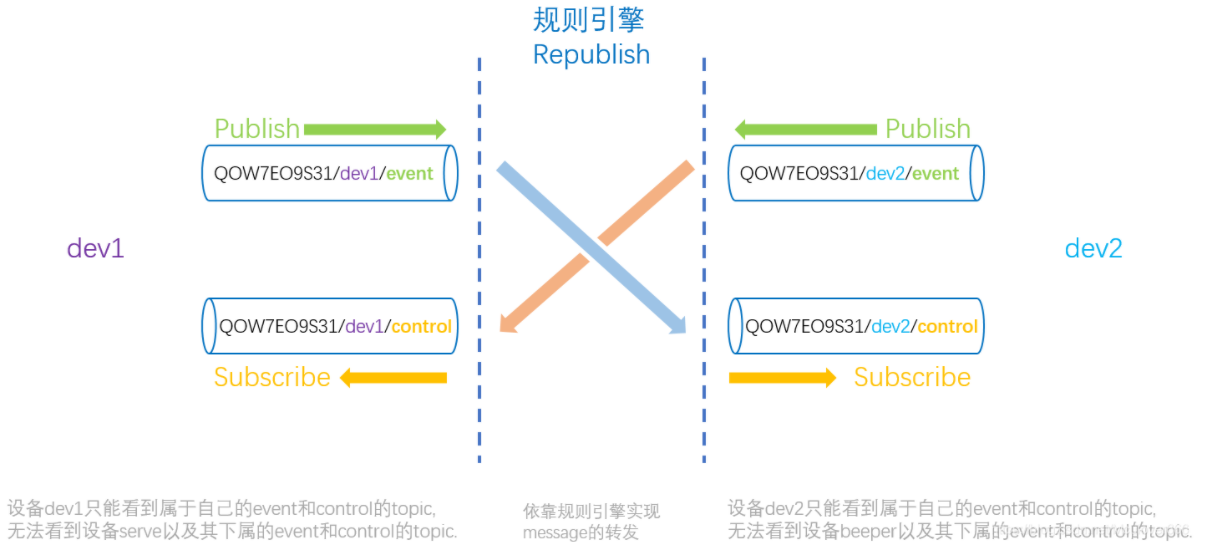 规则引擎
Republish
Publish
Publish
QOW7EO9S31/dev1/event
QOW7EO9S31/dev2/event
dev1
dev2
QOW7EO9S31/dev1/control
QOW7EO9S31/dev2/control
Subscribe
Subscribe
设备dev1只能看到属于自己的event和control的topic,
无法看到设备serve以及其下属的event和control的topic.
依靠规则引擎实现
message的转发
设备dev2只能看到属于自己的event和control的topic,
无法看到设备beeper以及其下属的event和control的topic.